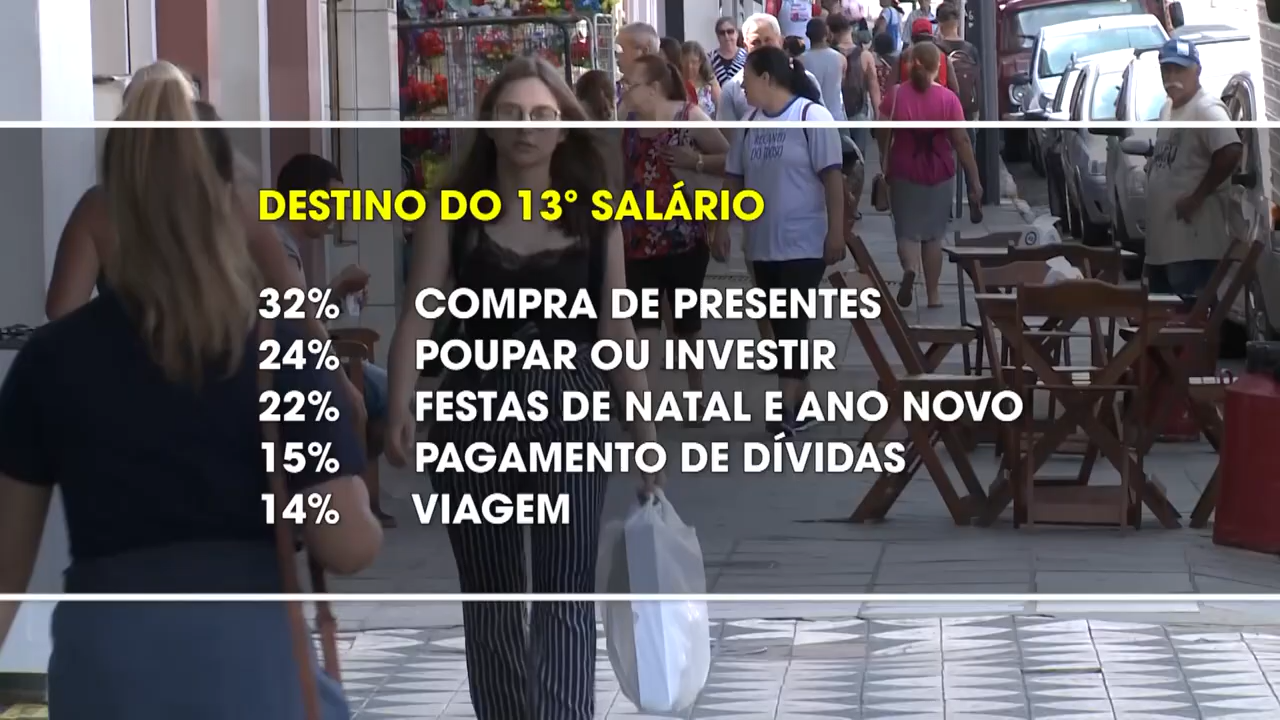 DESTINO DO 13° SALÁRIO
32% COMPRA DE PRESENTES
24% POUPAR OU INVESTIR
22% FESTAS DE NATAL E ANO NOVO
15% PAGAMENTO DE DÍVIDAS
14% VIAGEM